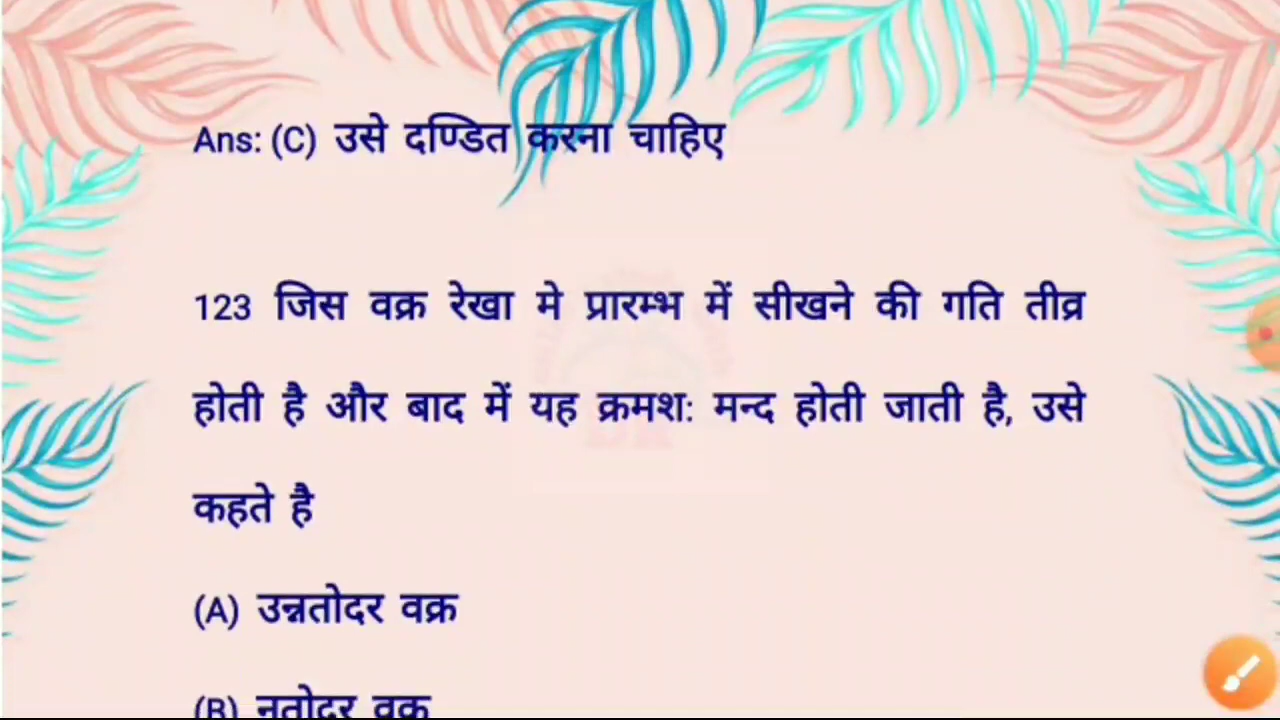 Ans: (C) उसे दण्डित करना चाहिए
123 जिस वक्र रेखा मे प्रारम्भ में सीखने की गति तीव्र
होती है और बाद में यह क्रमश: मन्द होती जाती है, उसे
कहते है
(A) उन्नतोदर वक्र
(B) नतोदर वक्र